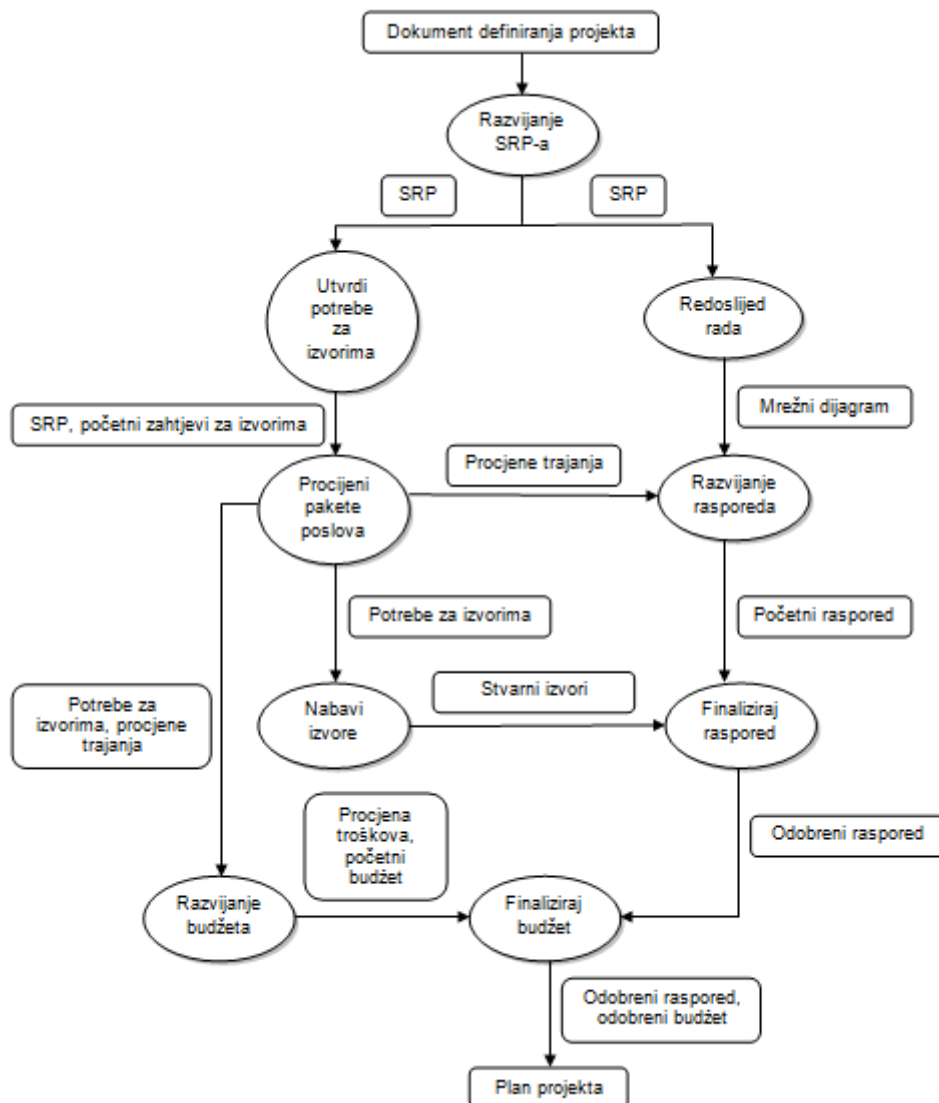 Dokument definiranja projekta
Razvijanje
SRP-a
SRP
SRP
Utvrdi
potrebe
za
izvorima
Redoslijed
rada
SRP, početni zahtjevi za izvorima
Mrežni dijagram
Procijeni
pakete
poslova
Procjene trajanja
Razvijanje
rasporeda
Potrebe za izvorima
Početni raspored
Potrebe za
izvorima, procjene
trajanja
Nabavi
izvore
Stvarni izvori
Finaliziraj
raspored
Procjena
troškova,
početni
budžet
Odobreni raspored
Razvijanje
budžeta
Finaliziraj
budžet
Odobreni raspored,
odobreni budžet
Plan projekta